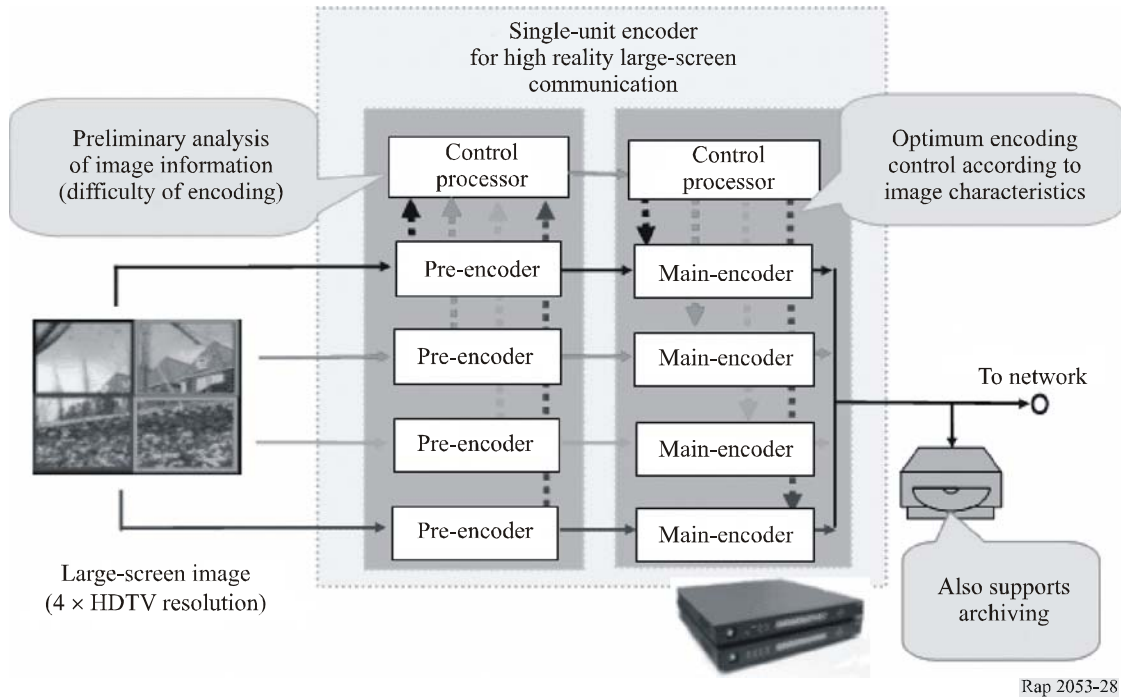 Single-unit encoder
for high reality large-screen
communication
Preliminary analysis
of image information
(difficulty of encoding)
Control
processor
Control
processor
Optimum encoding
control according to
image characteristics
Pre-encoder
Main-encoder
Pre-encoder
Main-encoder
To network
Pre-encoder
Main-encoder
Pre-encoder
Main-encoder
Large-screen image
(4 × HDTV resolution)
Also supports
archiving
Rap 2053-28